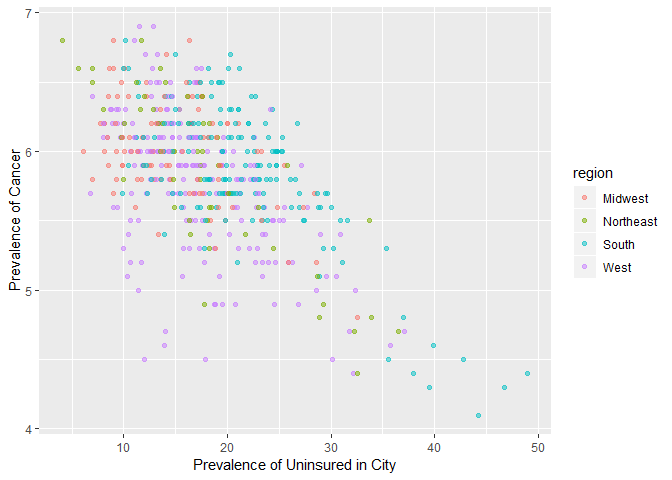 7
6
5
4
Prevalence of Cancer
10
20
30
40
50
Prevalence of Uninsured in City
region
Midwest
Northeast
South
West